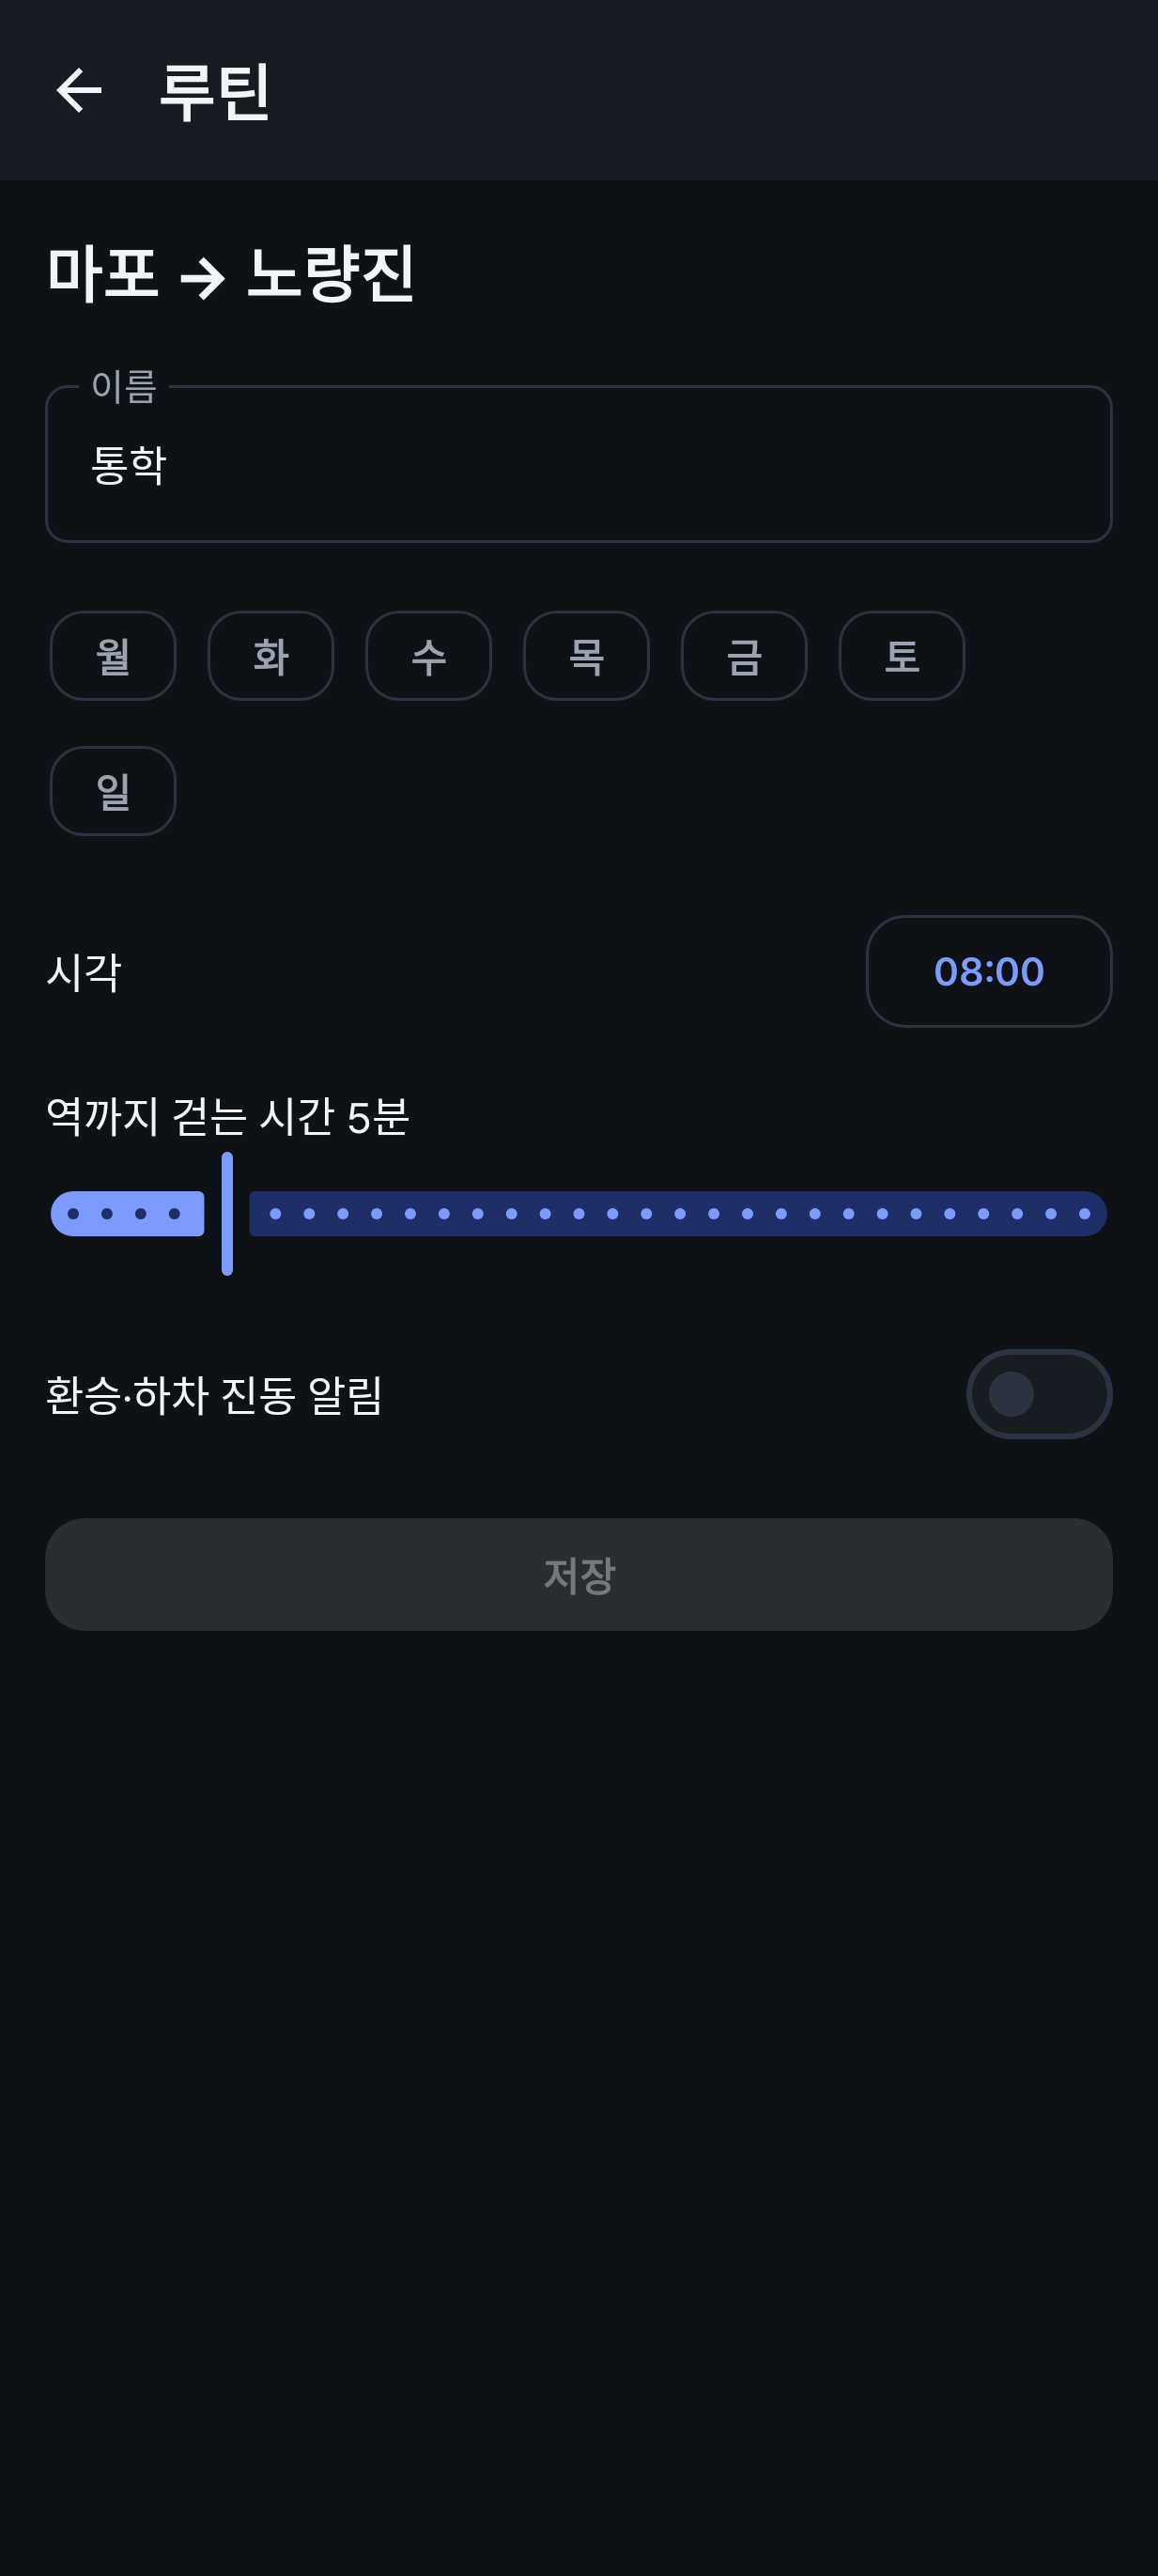 루틴
마포 → 노량진
이름
통학
월 화 수 목 금 토
일
시각 08:00
역까지 걷는 시간 5분
환승·하차 진동 알림
저장